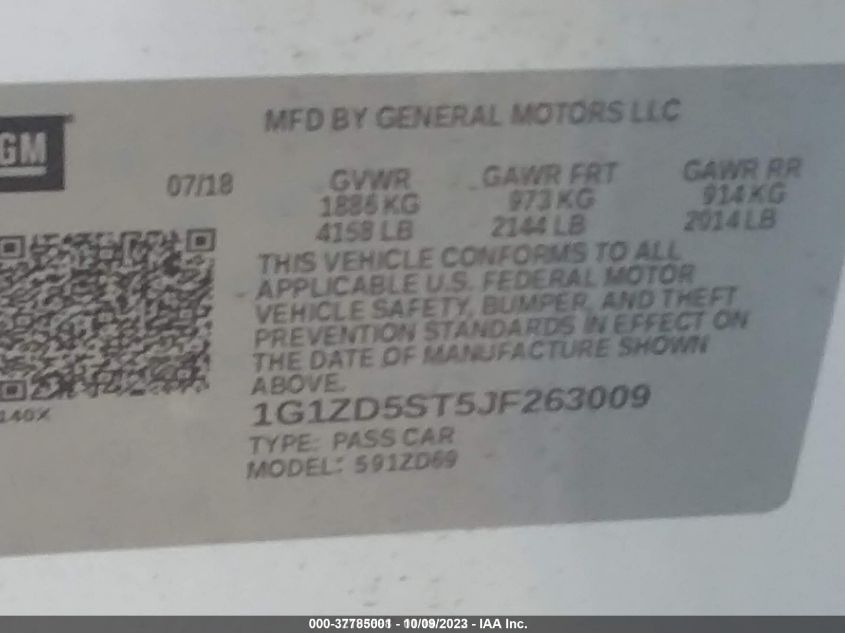 MFD BY GENERAL MOTORS LLC
GM
07/18 GVWR GAWR FRT GAWR RR
1886 KG 973 KG 914 KG
4158 LB 2144 LB 2014 LB
THIS VEHICLE CONFORMS TO ALL
APPLICABLE U.S. FEDERAL MOTOR
VEHICLE SAFETY, BUMPER, AND THEFT
PREVENTION STANDARDS IN EFFECT ON
THE DATE OF MANUFACTURE SHOWN
ABOVE.
1G1ZD5ST5JF263009
140X
TYPE: PASS CAR
MODEL: 591ZD69
000-37785001 - 10/09/2023 - IAA Inc.